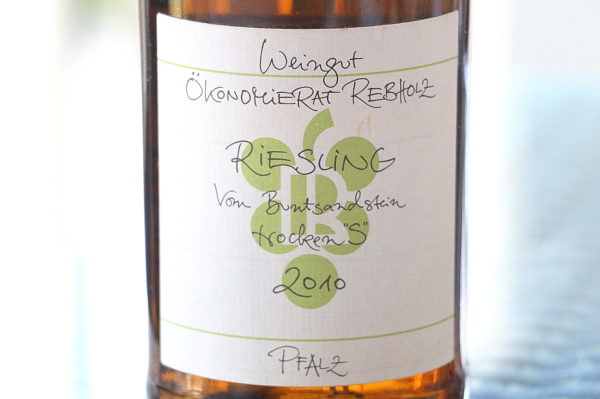 Weingut
ÖKONOMIERAT REBHOLZ
RIESLING
Vom Buntsandstein
trocken "S"
2010
PFALZ